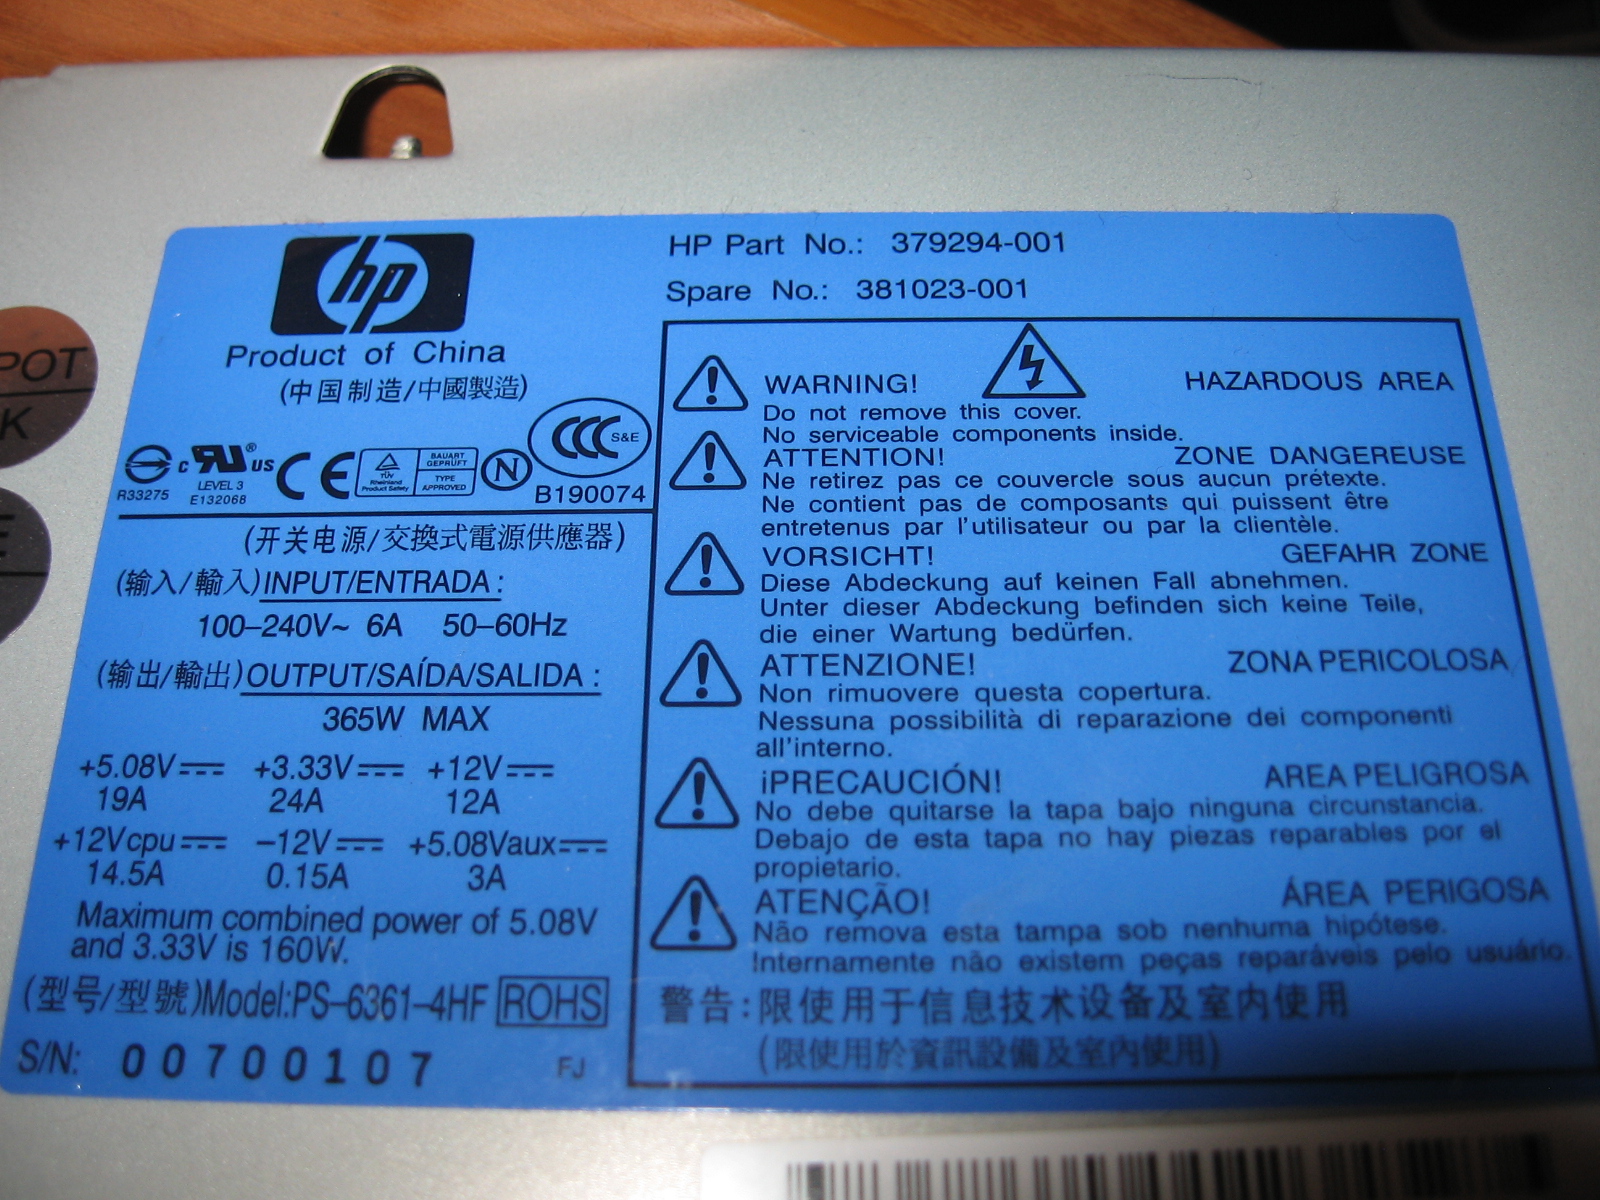 POT
K
E
hp
Product of China
(中国制造/中國製造)
R33275
c RU ® US
LEVEL 3
E132068
CE
TÜV
Rheinland
Product Safety
BAUART
GEPRÜFT
TYPE
APPROVED
N
CCC S&E
B190074
(开关电源/交換式電源供應器)
(输入/輸入)INPUT/ENTRADA :
100–240V~ 6A 50–60Hz
(输出/輸出)OUTPUT/SAÍDA/SALIDA :
365W MAX
+5.08V +3.33V +12V
19A 24A 12A
+12Vcpu –12V +5.08Vaux
14.5A 0.15A 3A
Maximum combined power of 5.08V
and 3.33V is 160W.
(型号/型號)Model:PS–6361–4HF ROHS
S/N: 00700107 FJ
HP Part No.: 379294-001
Spare No.: 381023-001
WARNING! HAZARDOUS AREA
Do not remove this cover.
No serviceable components inside.
ATTENTION! ZONE DANGEREUSE
Ne retirez pas ce couvercle sous aucun prétexte.
Ne contient pas de composants qui puissent être
entretenus par l'utilisateur ou par la clientèle.
VORSICHT! GEFAHR ZONE
Diese Abdeckung auf keinen Fall abnehmen.
Unter dieser Abdeckung befinden sich keine Teile,
die einer Wartung bedürfen.
ATTENZIONE! ZONA PERICOLOSA
Non rimuovere questa copertura.
Nessuna possibilità di reparazione dei componenti
all'interno.
¡PRECAUCIÓN! AREA PELIGROSA
No debe quitarse la tapa bajo ninguna circunstancia.
Debajo de esta tapa no hay piezas reparables por el
propietario.
ATENÇÃO! ÁREA PERIGOSA
Não remova esta tampa sob nenhuma hipótese.
Internamente não existem peças reparáveis pelo usuário.
警告:限使用于信息技术设备及室内使用
(限使用於資訊設備及室內使用)